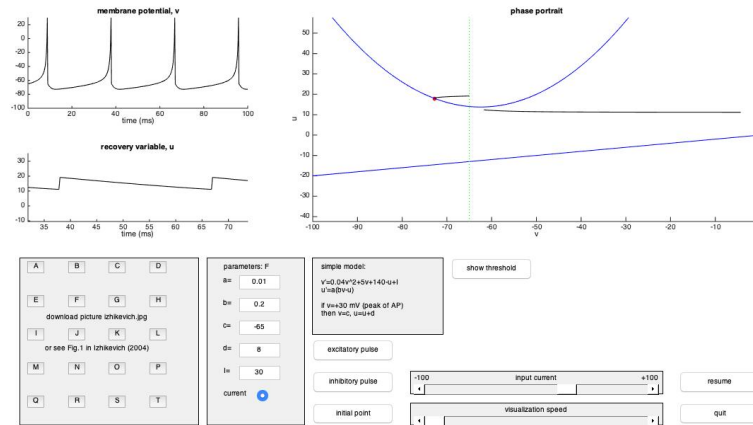 membrane potential, v
20
0
-20
-40
-60
-80
-100
0
20
40
60
80
100
time (ms)
recovery variable, u
30
20
10
0
-10
35
40
45
50
55
60
65
70
time (ms)
phase portrait
50
40
30
20
10
0
-10
-20
-30
-40
u
-100
-90
-80
-70
-60
-50
-40
-30
-20
-10
v
A B C D
E F G H
download picture izhikevich.jpg
I J K L
or see Fig.1 in Izhikevich (2004)
M N O P
Q R S T
parameters: F
a= 0.01
b= 0.2
c= -65
d= 8
I= 30
current
simple model:
v'=0.04v^2+5v+140-u+I
u'=a(bv-u)
if v=+30 mV (peak of AP)
then v=c, u=u+d
show threshold
excitatory pulse
inhibitory pulse
initial point
-100 input current +100
visualization speed
resume
quit